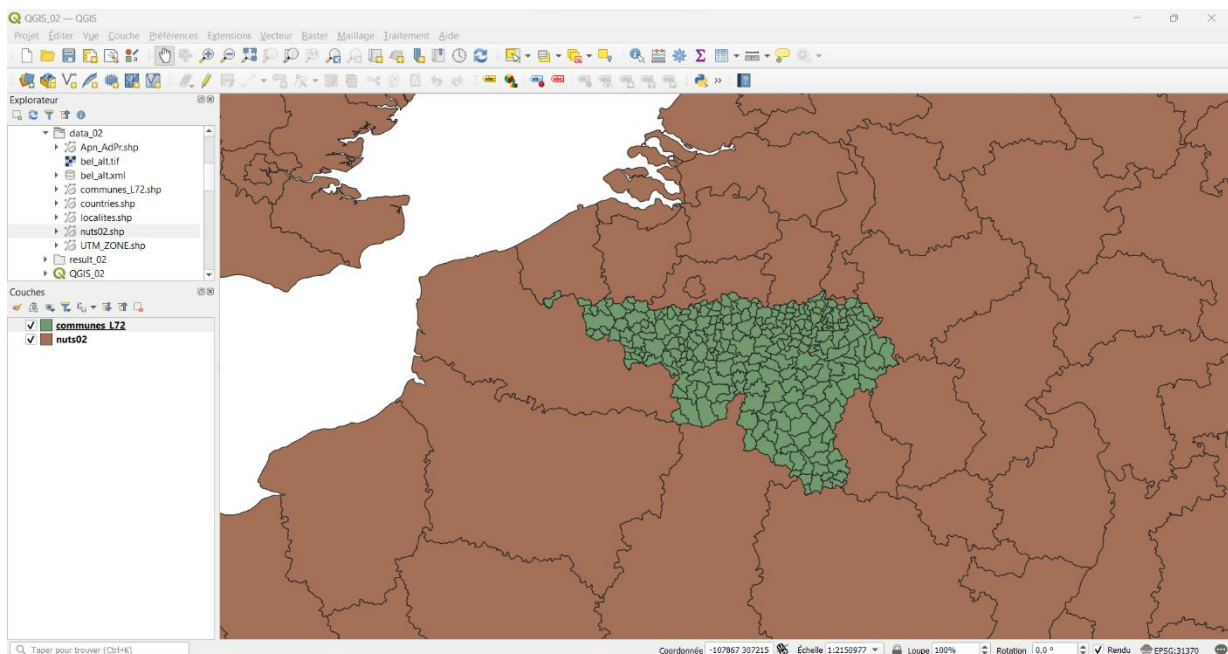 QGIS_02 — QGIS
Projet Éditer Vue Couche Préférences Extensions Vecteur Raster Maillage Traitement Aide
Explorateur
data_02
Apn_AdPr.shp
bel_alt.tif
bel_alt.xml
communes_L72.shp
countries.shp
localites.shp
nuts02.shp
UTM_ZONE.shp
result_02
QGIS_02
Couches
communes_L72
nuts02
Taper pour trouver (Ctrl+K) Coordonnée -107867 307215 Échelle 1:2150977 Loupe 100% Rotation 0,0 ° Rendu EPSG:31370